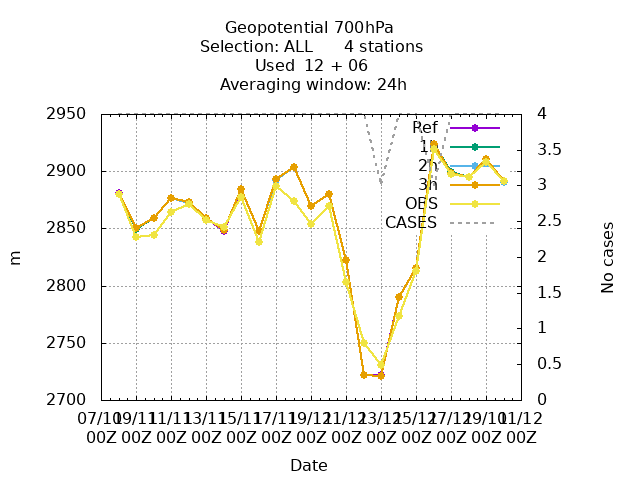 Geopotential 700hPa
Selection: ALL 4 stations
Used 12 + 06
Averaging window: 24h
2950
2900
2850
2800
2750
2700
m
4
3.5
3
2.5
2
1.5
1
0.5
0
No cases
Ref
2h
3h
OBS
CASES
07/10 09/11 11/11 13/11 15/11 17/11 19/11 21/12 23/12 25/12 27/12 29/10 01/12
00Z 00Z 00Z 00Z 00Z 00Z 00Z 00Z 00Z 00Z 00Z 00Z 00Z
Date